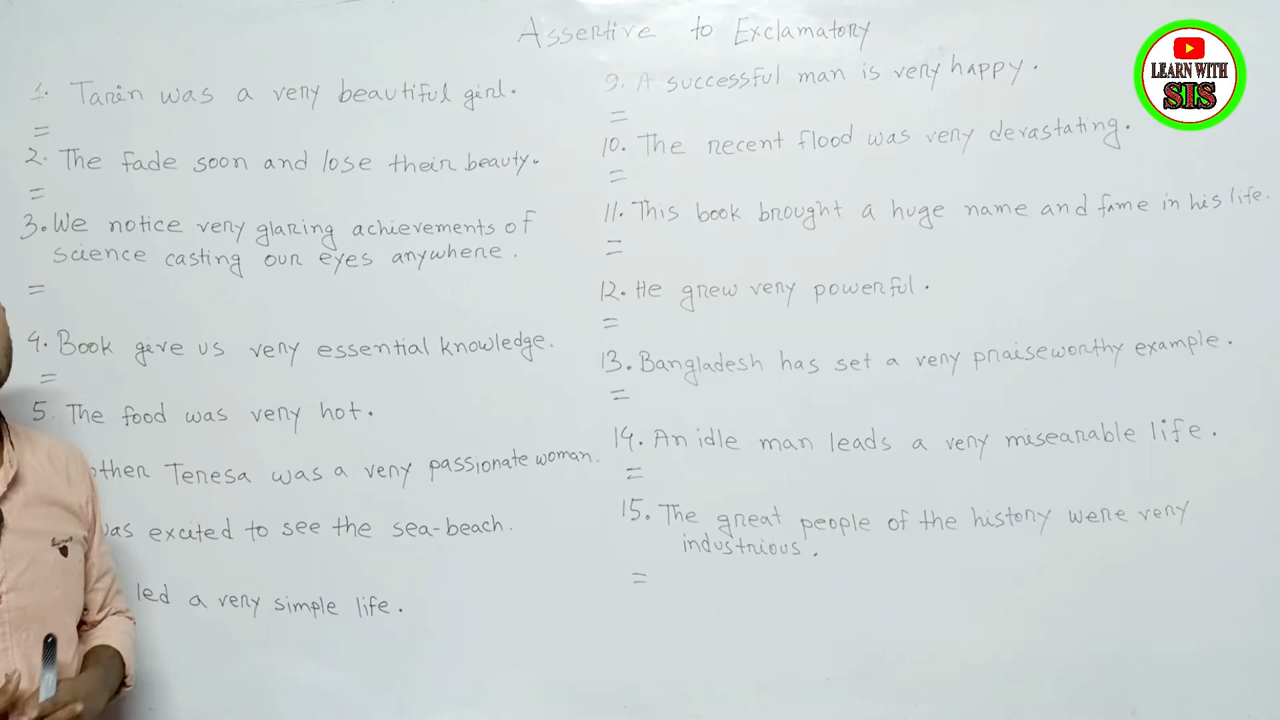 Assertive to Exclamatory
1. Tarin was a very beautiful girl.
=
2. The fade soon and lose their beauty.
=
3. We notice very glaring achievements of
science casting our eyes anywhere.
=
4. Book give us very essential knowledge.
=
5. The food was very hot.
other Teresa was a very passionate woman.
was excited to see the sea-beach.
led a very simple life.
9. A successful man is very happy.
=
10. The recent flood was very devastating.
=
11. This book brought a huge name and fame in his life.
=
12. He grew very powerful.
=
13. Bangladesh has set a very praiseworthy example.
=
14. An idle man leads a very misearable life.
=
15. The great people of the history were very
industrious.
=
LEARN WITH
SIS